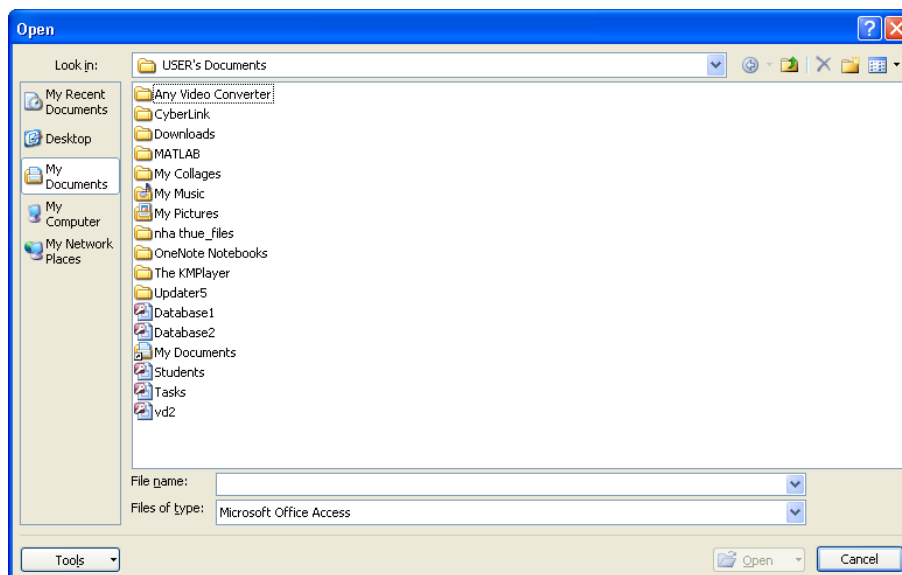 Open
Look in: USER's Documents
My Recent
Documents
Desktop
My
Documents
My
Computer
My Network
Places
Any Video Converter
CyberLink
Downloads
MATLAB
My Collages
My Music
My Pictures
nha thue_files
OneNote Notebooks
The KMPlayer
Updater5
Database1
Database2
My Documents
Students
Tasks
vd2
File name:
Files of type: Microsoft Office Access
Tools Open Cancel